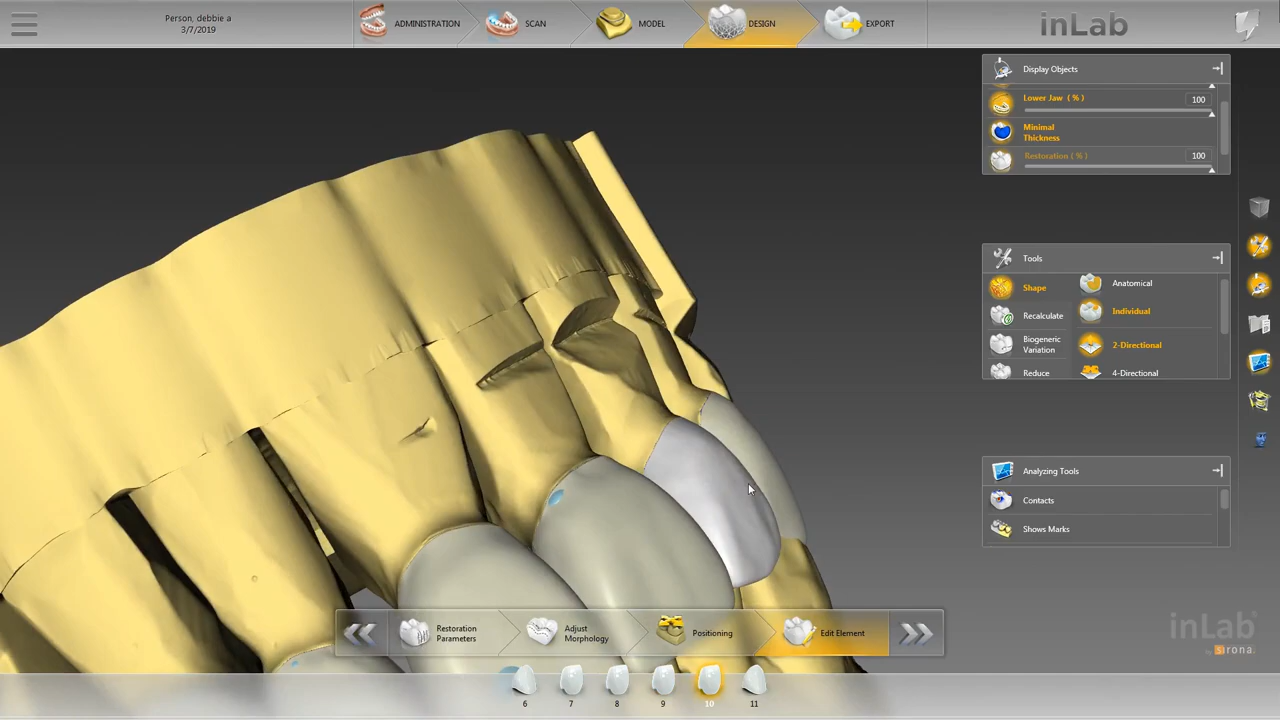 Person, debbie a
3/7/2019
ADMINISTRATION
SCAN
MODEL
DESIGN
EXPORT
inLab
Display Objects
Lower Jaw ( % )
100
Minimal
Thickness
Restoration ( % )
100
Tools
Shape
Anatomical
Recalculate
Individual
Biogeneric
Variation
2-Directional
Reduce
4-Directional
Analyzing Tools
Contacts
Shows Marks
inLab
by sirona.
Restoration
Parameters
Adjust
Morphology
Positioning
Edit Element
6
7
8
9
10
11